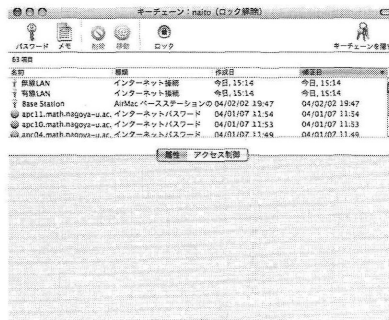 キーチェーン：naito（ロック解除）
パスワード メモ 削除 移動 ロック キーチェーンを隠
63 項目
名前 種類 作成日 修正日
無線LAN インターネット接続 今日, 15:14 今日, 15:14
有線LAN インターネット接続 今日, 15:14 今日, 15:14
Base Station AirMac ベースステーションの 04/02/02 19:47 04/02/02 19:47
apc11.math.nagoya-u.ac. インターネットパスワード 04/01/07 11:54 04/01/07 11:54
apc10.math.nagoya-u.ac. インターネットパスワード 04/01/07 11:53 04/01/07 11:53
apc04.math.nagoya-u.ac. インターネットパスワード 04/01/07 11:49 04/01/07 11:49
属性 アクセス制御